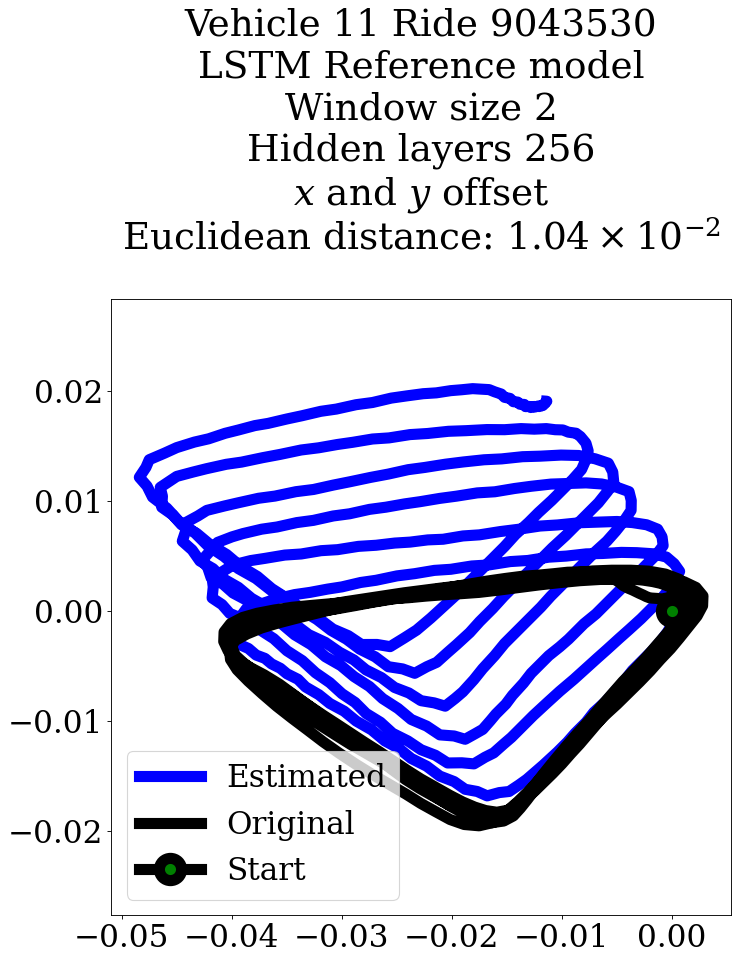 Vehicle 11 Ride 9043530
LSTM Reference model
Window size 2
Hidden layers 256
x and y offset
Euclidean distance: 1.04 × 10⁻²
0.02
0.01
0.00
−0.01
−0.02
Estimated
Original
Start
−0.05 −0.04 −0.03 −0.02 −0.01 0.00